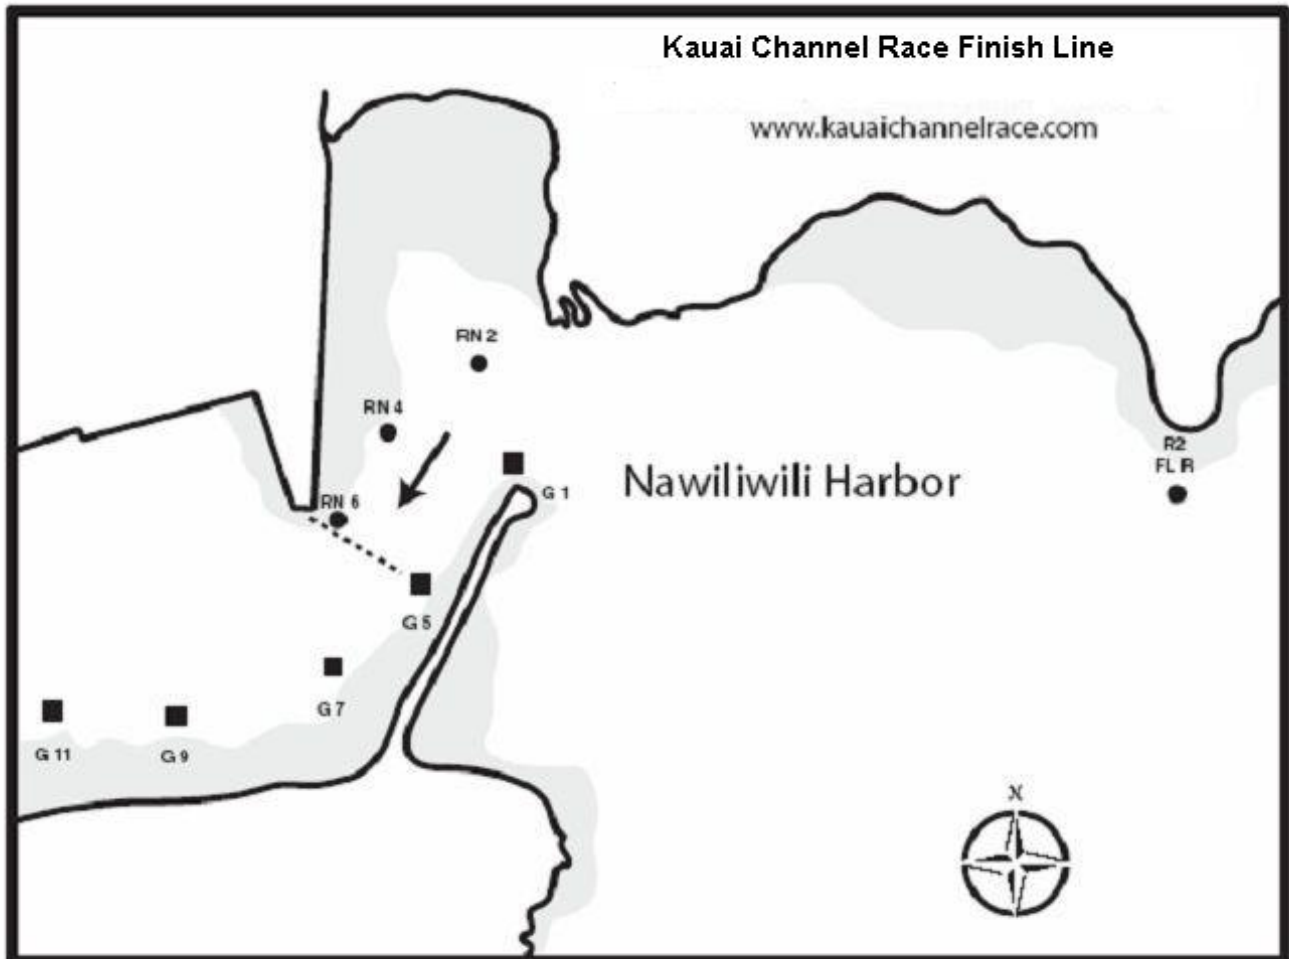 Kauai Channel Race Finish Line
www.kauaichannelrace.com
RN 2
RN 4
R2
FL R
G 1
Nawiliwili Harbor
RN 6
G 5
G 7
G 11
G 9
N